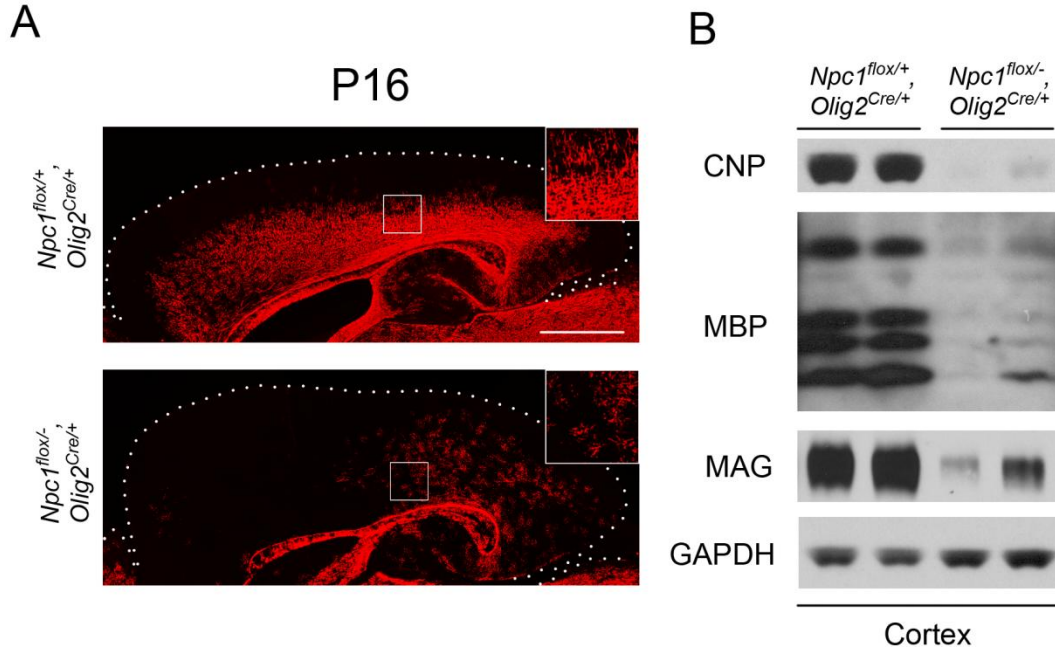 A
P16
Npc1flox/+,
Olig2Cre/+
Npc1flox/-,
Olig2Cre/+
B
Npc1flox/+,
Olig2Cre/+
Npc1flox/-,
Olig2Cre/+
CNP
MBP
MAG
GAPDH
Cortex